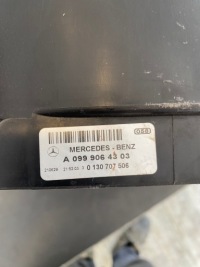 MERCEDES - BENZ
A 099 906 43 03
0 130 707 506